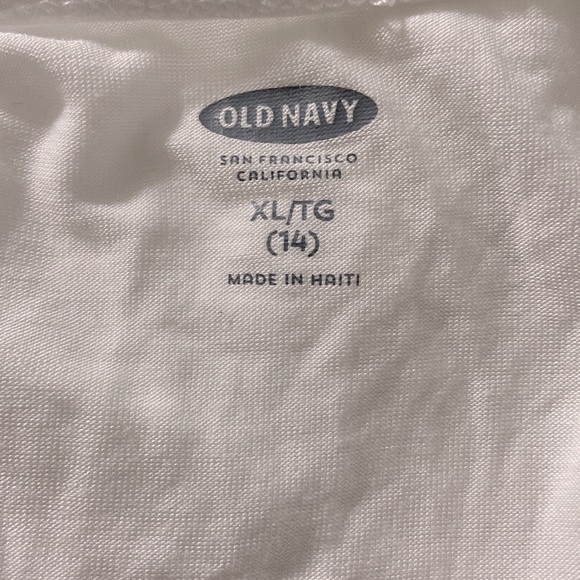 OLD NAVY
SAN FRANCISCO
CALIFORNIA
XL/TG
(14)
MADE IN HAITI